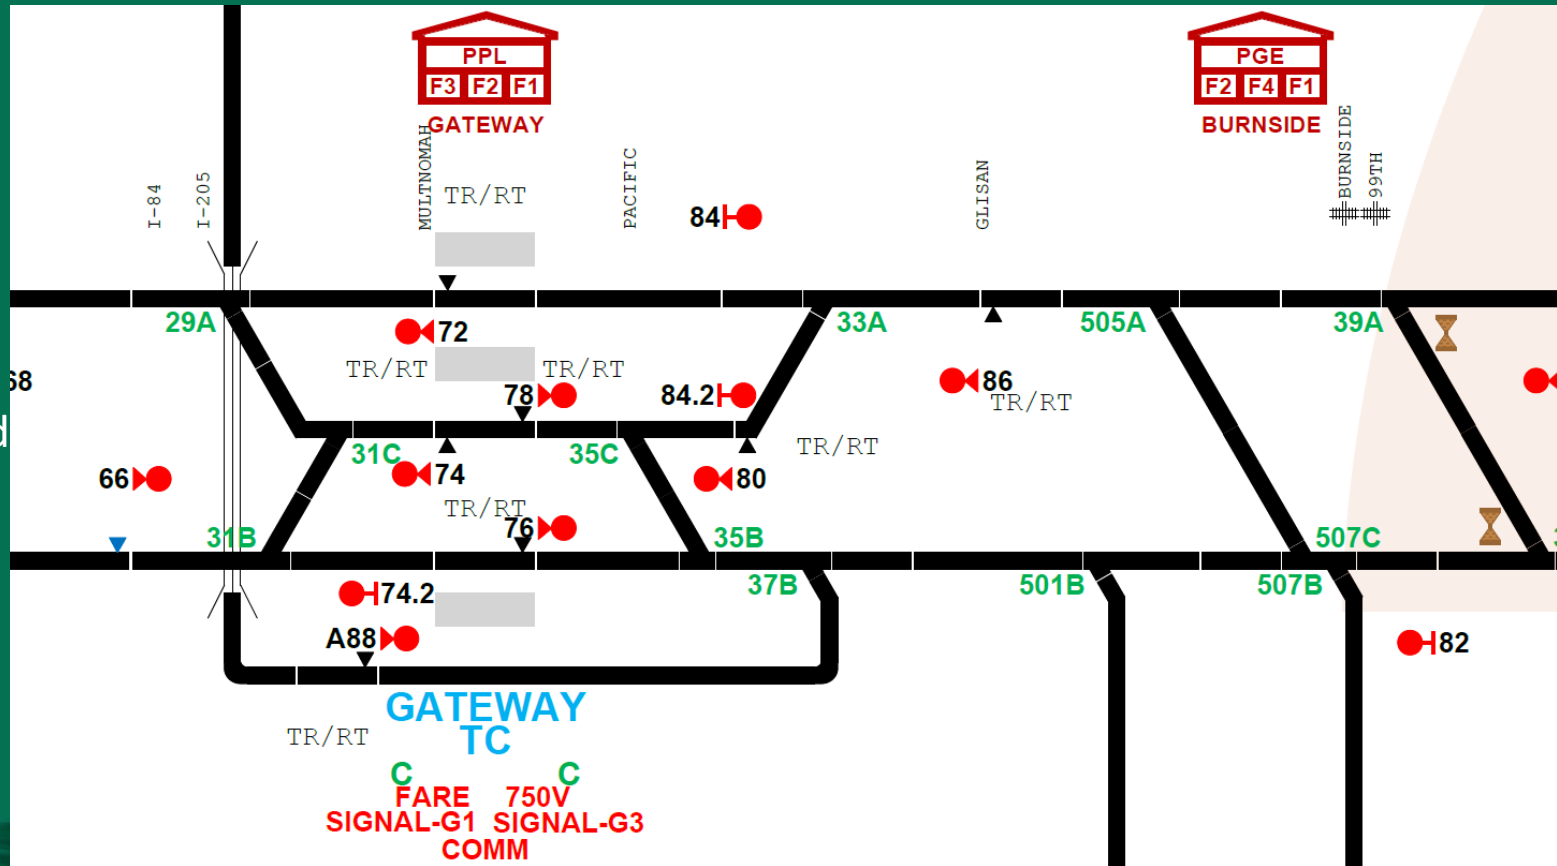 PPL
F3 F2 F1
GATEWAY
PGE
F2 F4 F1
BURNSIDE
I-84
I-205
MULTNOMAH
TR/RT
PACIFIC
84
GLISAN
BURNSIDE
99TH
29A
72
33A
505A
39A
TR/RT
TR/RT
68
78
84.2
86
TR/RT
d
31C
35C
TR/RT
66
74
80
TR/RT
76
31B
35B
507C
3
37B
501B
507B
74.2
A88
82
GATEWAY
TC
TR/RT
C C
FARE 750V
SIGNAL-G1 SIGNAL-G3
COMM